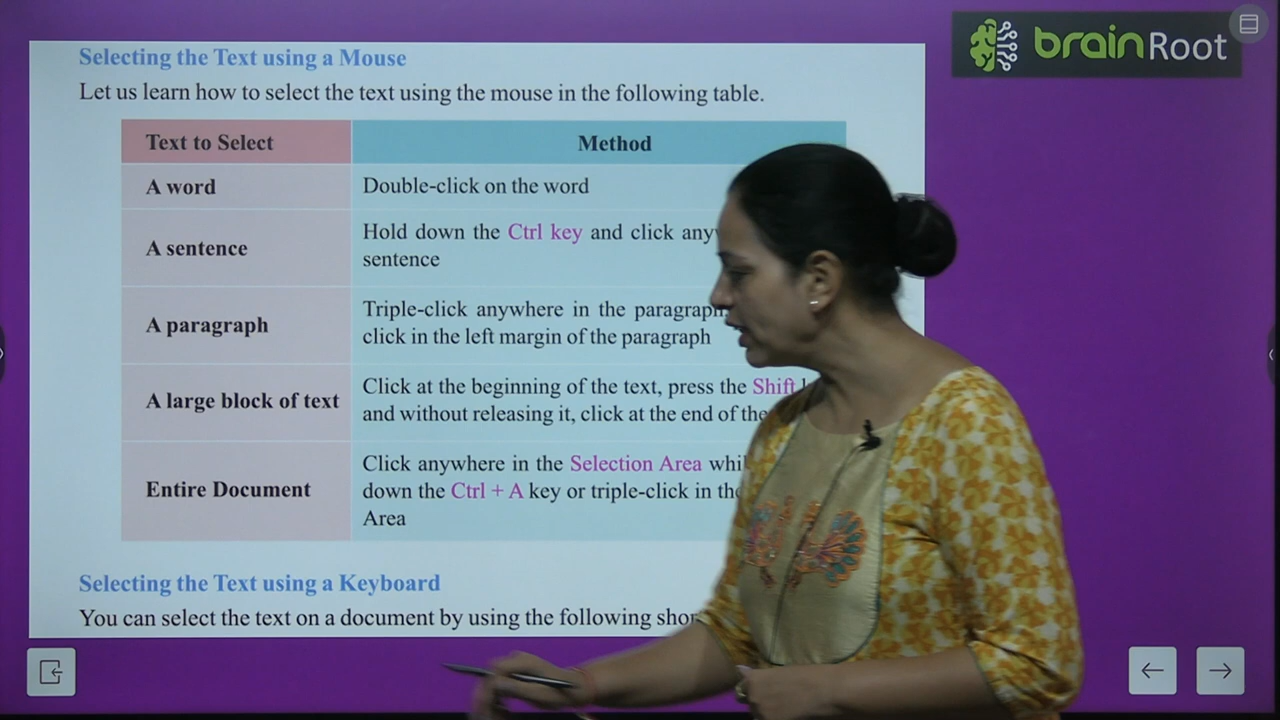 brainRoot
Selecting the Text using a Mouse
Let us learn how to select the text using the mouse in the following table.
Text to Select
Method
A word
Double-click on the word
A sentence
Hold down the Ctrl key and click
sentence
A paragraph
Triple-click anywhere in the
click in the left margin of the paragraph
A large block of text
Click at the beginning of the text, press the Shift
and without releasing it, click at the end of the
Entire Document
Click anywhere in the Selection Area
down the Ctrl + A key or triple-click in
Area
Selecting the Text using a Keyboard
You can select the text on a document by using the following